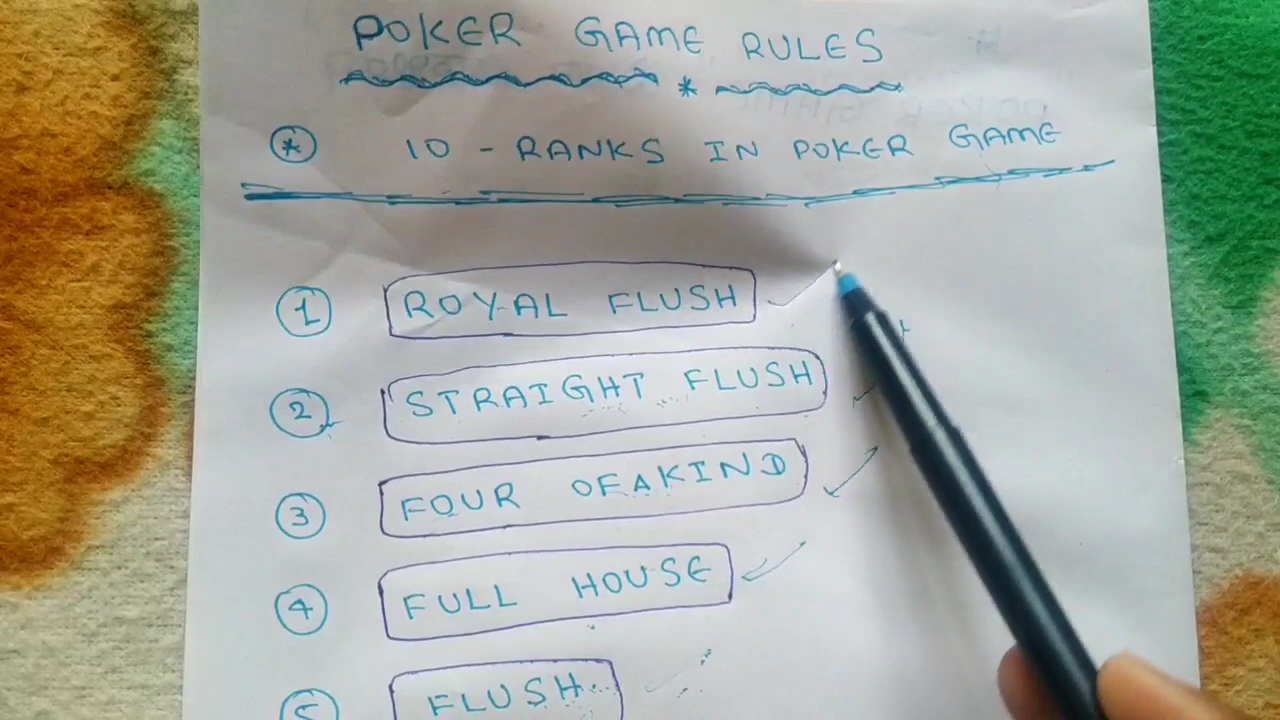 POKER GAME RULES
*
* 10 - RANKS IN POKER GAME
1 ROYAL FLUSH
2 STRAIGHT FLUSH
3 FOUR OFAKIND
4 FULL HOUSE
5 FLUSH